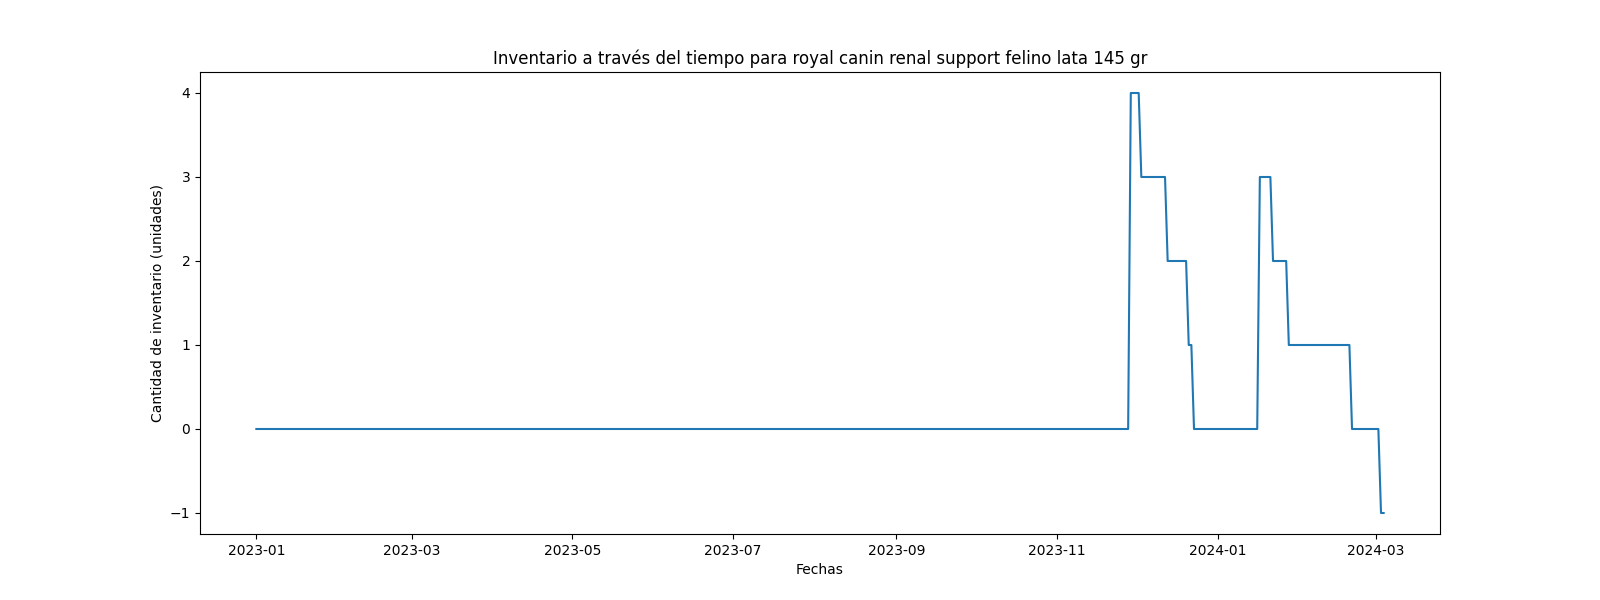 Inventario a través del tiempo para royal canin renal support felino lata 145 gr
Cantidad de inventario (unidades)
4
3
2
1
0
−1
2023-01 2023-03 2023-05 2023-07 2023-09 2023-11 2024-01 2024-03
Fechas